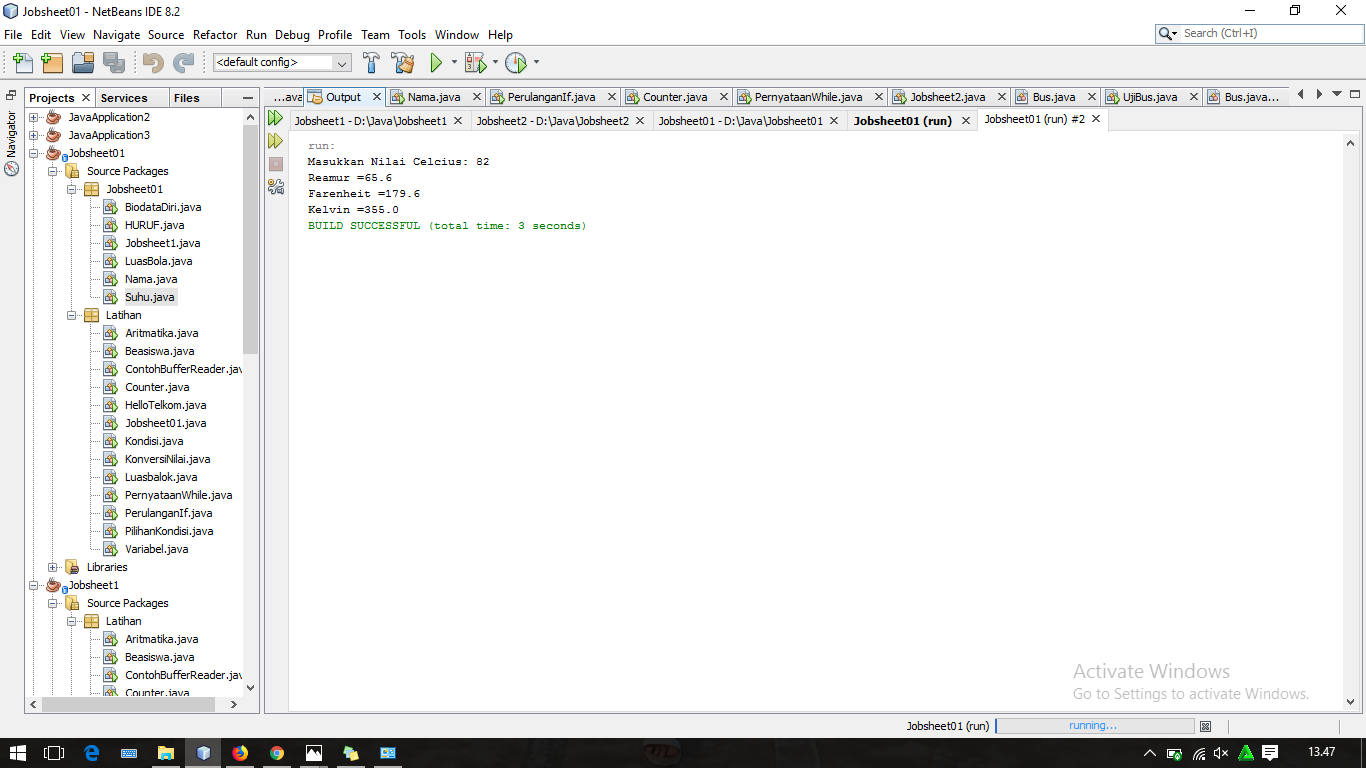 Jobsheet01 - NetBeans IDE 8.2
File Edit View Navigate Source Refactor Run Debug Profile Team Tools Window Help
Search (Ctrl+I)
<default config>
Projects Services Files
...ava Output Nama.java PerulanganIf.java Counter.java PernyataanWhile.java Jobsheet2.java Bus.java UjiBus.java Bus.java...
Navigator
Jobsheet1 - D:\Java\Jobsheet1 Jobsheet2 - D:\Java\Jobsheet2 Jobsheet01 - D:\Java\Jobsheet01 Jobsheet01 (run) Jobsheet01 (run) #2
JavaApplication2
JavaApplication3
Jobsheet01
Source Packages
Jobsheet01
BiodataDiri.java
HURUF.java
Jobsheet1.java
LuasBola.java
Nama.java
Suhu.java
Latihan
Aritmatika.java
Beasiswa.java
ContohBufferReader.jav
Counter.java
HelloTelkom.java
Jobsheet01.java
Kondisi.java
KonversiNilai.java
Luasbalok.java
PernyataanWhile.java
PerulanganIf.java
PilihanKondisi.java
Variabel.java
Libraries
Jobsheet1
Source Packages
Latihan
Aritmatika.java
Beasiswa.java
ContohBufferReader.jav
Counter.java
run:
Masukkan Nilai Celcius: 82
Reamur =65.6
Farenheit =179.6
Kelvin =355.0
BUILD SUCCESSFUL (total time: 3 seconds)
Activate Windows
Go to Settings to activate Windows.
Jobsheet01 (run) running...
13.47